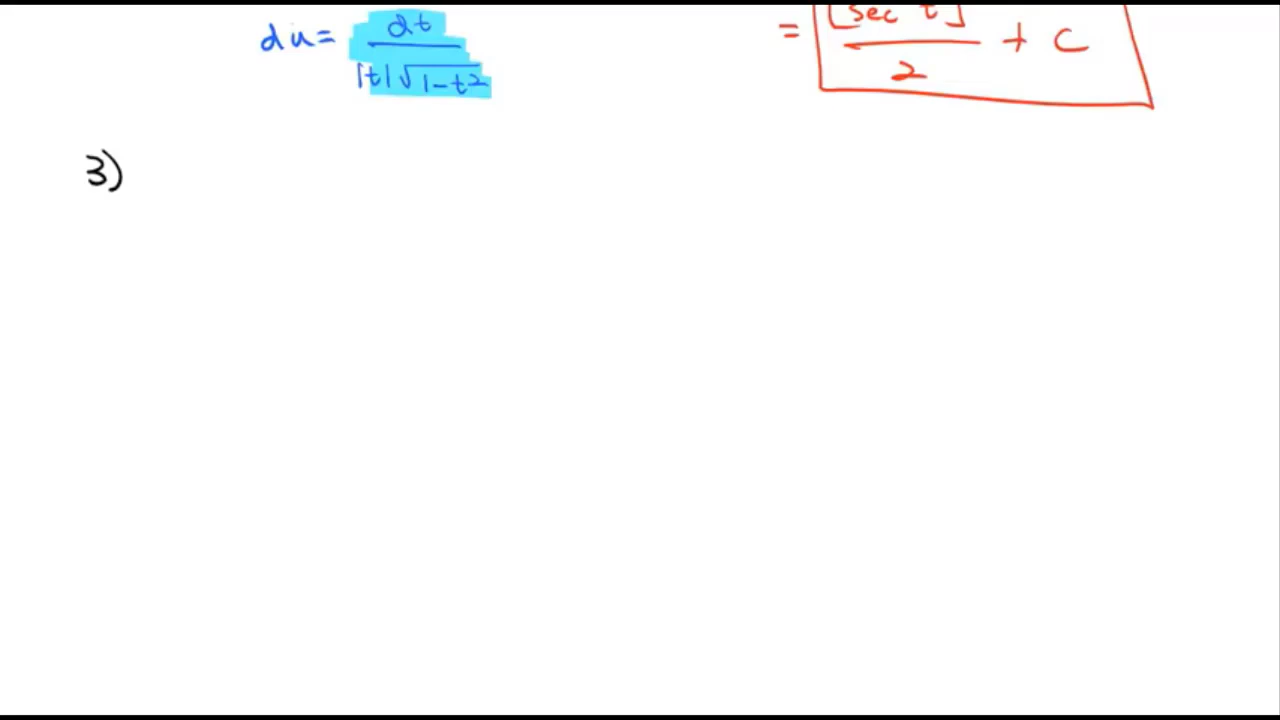 du = dt / |t|√1-t²
= [sec t] / 2 + C
3)